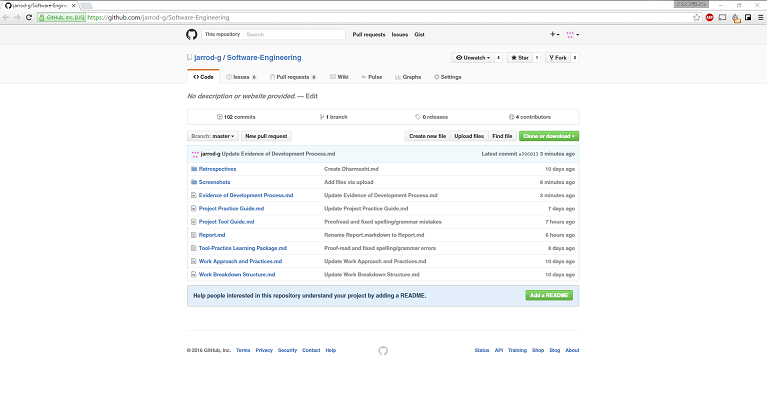 jarrod-g/Software-Engineer
GitHub, Inc. [US] https://github.com/jarrod-g/Software-Engineering
This repository Search Pull requests Issues Gist
jarrod-g / Software-Engineering Unwatch 4 Star 1 Fork 8
Code Issues 0 Pull requests 0 Wiki Pulse Graphs Settings
No description or website provided. — Edit
102 commits 1 branch 0 releases 4 contributors
Branch: master New pull request Create new file Upload files Find file Clone or download
jarrod-g Update Evidence of Development Process.md Latest commit a396013 3 minutes ago
Retrospectives Create Dharmesht.md 10 days ago
Screenshots Add files via upload 8 minutes ago
Evidence of Development Process.md Update Evidence of Development Process.md 3 minutes ago
Project Practice Guide.md Update Project Practice Guide.md 7 days ago
Project Tool Guide.md Proofread and fixed spelling/grammar mistakes 7 hours ago
Report.md Rename Report.markdown to Report.md 6 hours ago
Tool-Practice Learning Package.md Proof-read and fixed spelling/grammar errors 8 days ago
Work Approach and Practices.md Update Work Approach and Practices.md 10 days ago
Work Breakdown Structure.md Update Work Breakdown Structure.md 10 days ago
Help people interested in this repository understand your project by adding a README. Add a README
© 2016 GitHub, Inc. Terms Privacy Security Contact Help Status API Training Shop Blog About